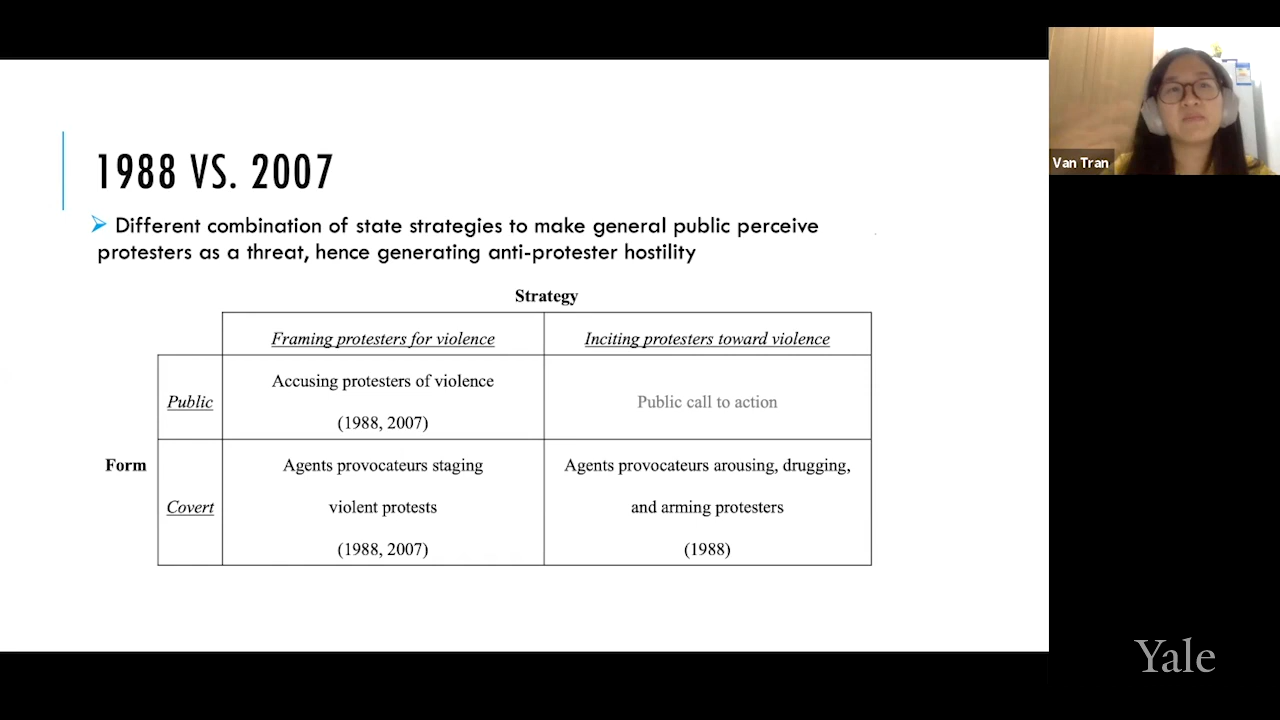 1988 VS. 2007
Different combination of state strategies to make general public perceive
protesters as a threat, hence generating anti-protester hostility
Strategy
Framing protesters for violence
Inciting protesters toward violence
Public
Accusing protesters of violence
(1988, 2007)
Public call to action
Form
Covert
Agents provocateurs staging
violent protests
(1988, 2007)
Agents provocateurs arousing, drugging,
and arming protesters
(1988)
Van Tran
Yale